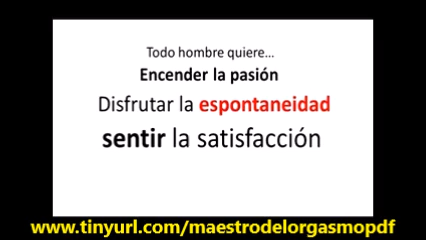 Todo hombre quiere...
Encender la pasión
Disfrutar la espontaneidad
sentir la satisfacción
www.tinyurl.com/maestrodelorgasmopdf